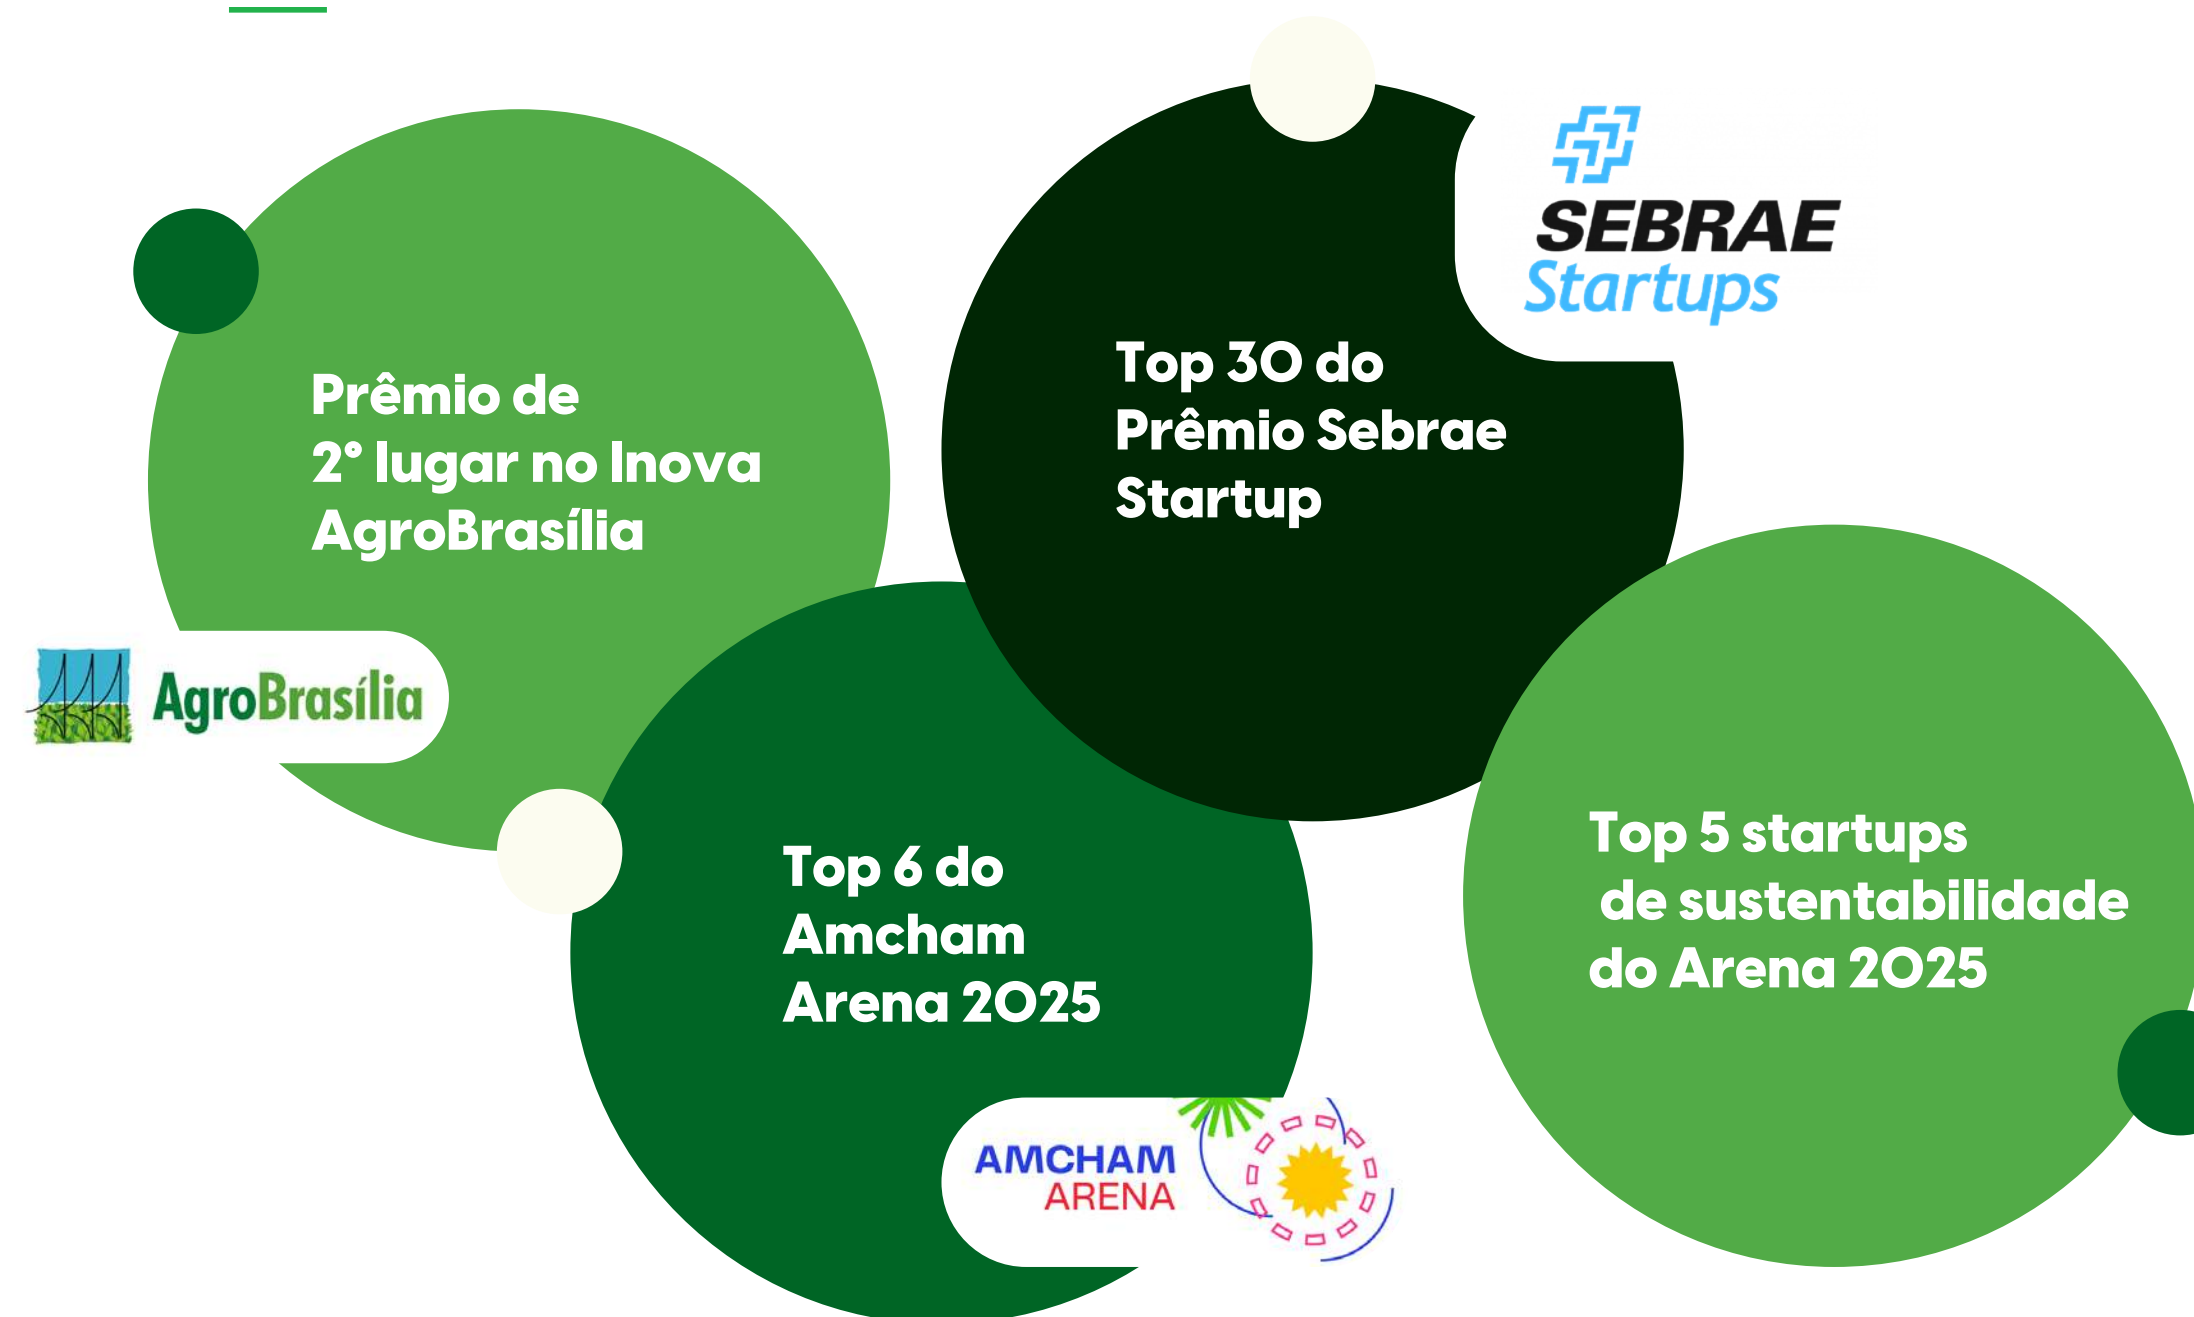 Prêmio de
2º lugar no Inova
AgroBrasília
AgroBrasília
Top 30 do
Prêmio Sebrae
Startup
SEBRAE
Startups
Top 6 do
Amcham
Arena 2025
AMCHAM
ARENA
Top 5 startups
de sustentabilidade
do Arena 2025